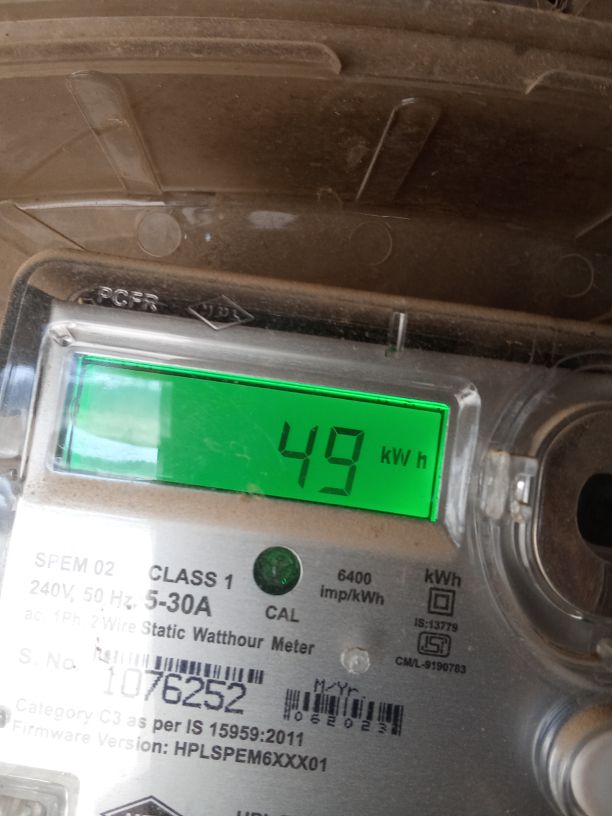 PCFR
49 kWh
SPEM 02 CLASS 1 6400 kWh
240V, 50 Hz, 5-30A CAL imp/kWh
IS:13779
ac, 1Ph. 2Wire Static Watthour Meter
CM/L-9190783
S. No. 1076252 M/Yr.
062023
Category C3 as per IS 15959:2011
Firmware Version: HPLSPEM6XXX01